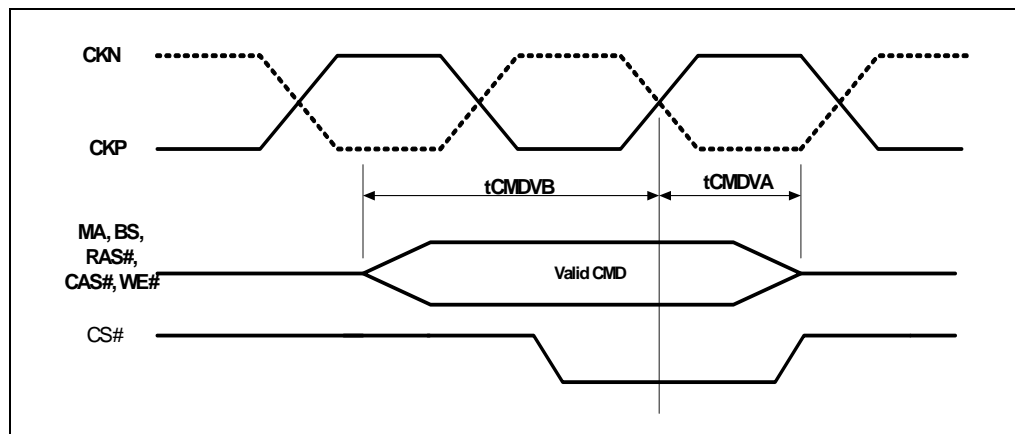 CKN
CKP
tCMDVB
tCMDVA
MA, BS,
RAS#,
CAS#, WE#
Valid CMD
CS#